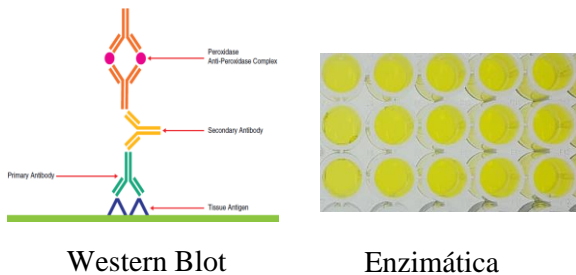 Peroxidase
Anti-Peroxidase Complex
Secondary Antibody
Primary Antibody
Tissue Antigen
Western Blot
Enzimática